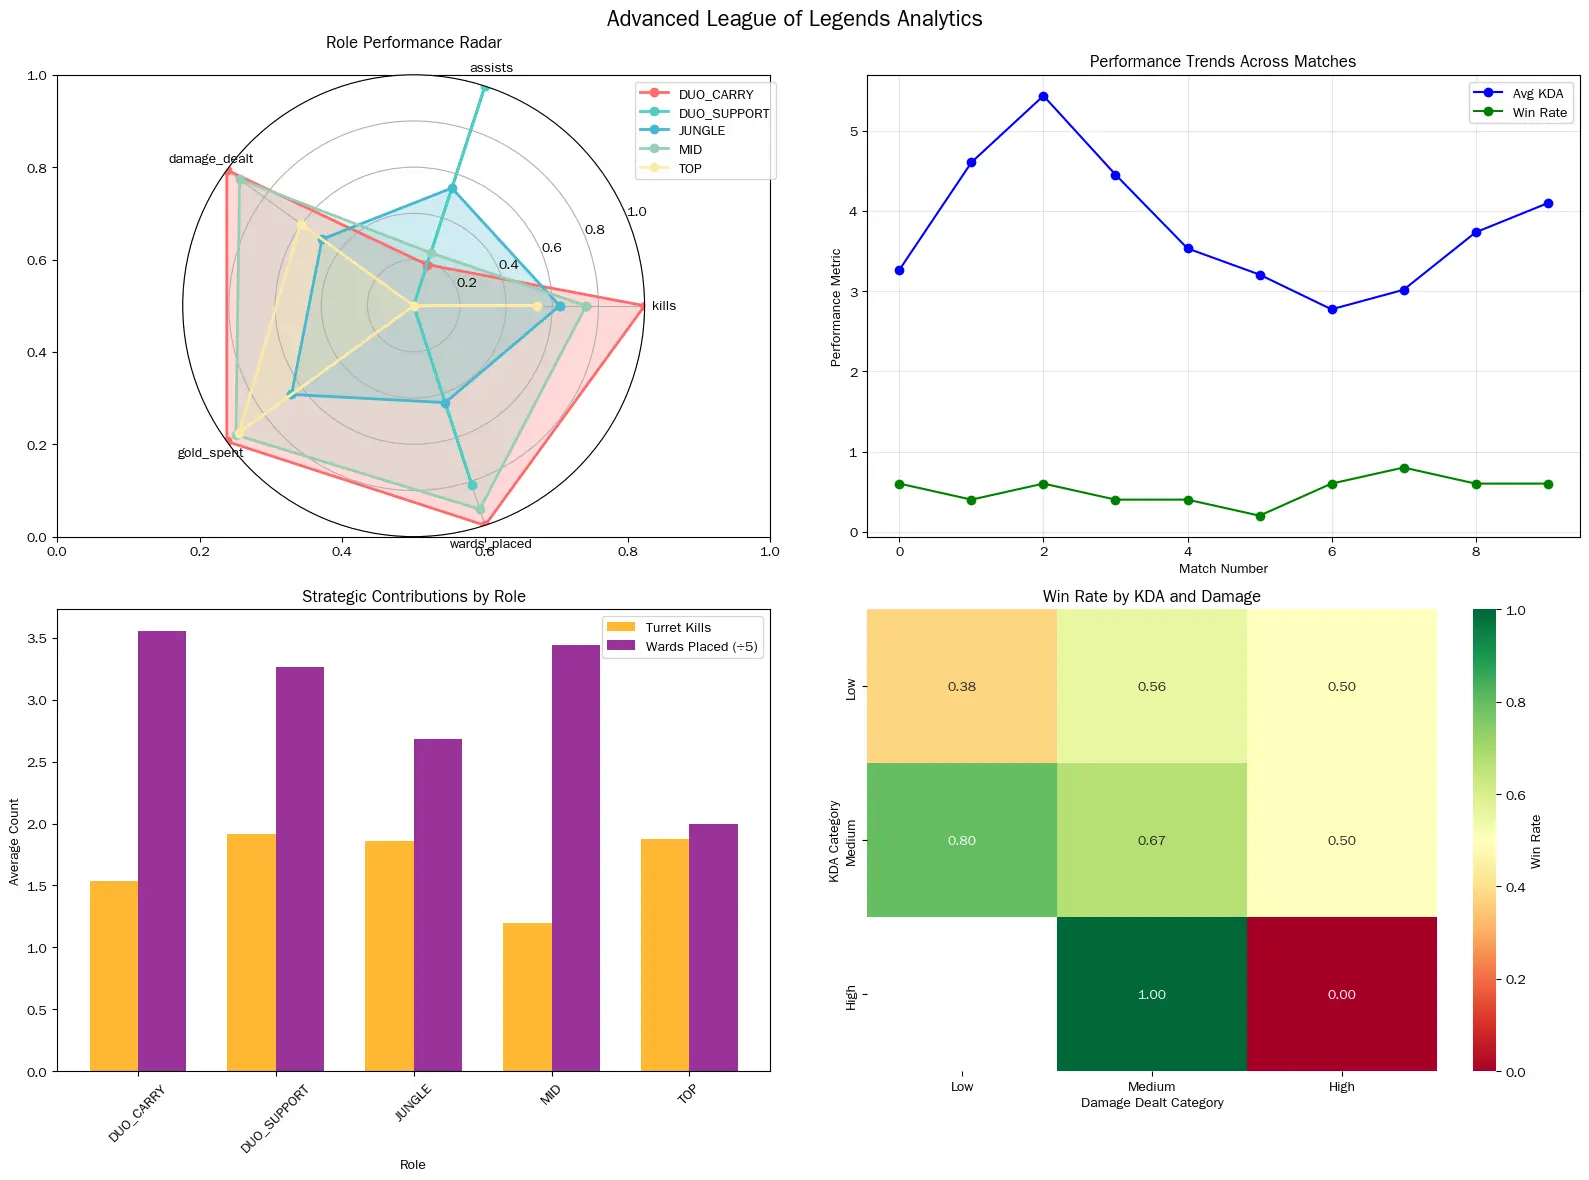 Advanced League of Legends Analytics
Role Performance Radar
assists
damage_dealt
kills
gold_spent
wards_placed
0.2
0.4
0.6
0.8
1.0
DUO_CARRY
DUO_SUPPORT
JUNGLE
MID
TOP
1.0
0.8
0.6
0.4
0.2
0.0
0.0
0.2
0.4
0.6
0.8
1.0
Performance Trends Across Matches
Avg KDA
Win Rate
Performance Metric
5
4
3
2
1
0
0
2
4
6
8
Match Number
Strategic Contributions by Role
Turret Kills
Wards Placed (÷5)
Average Count
3.5
3.0
2.5
2.0
1.5
1.0
0.5
0.0
DUO_CARRY
DUO_SUPPORT
JUNGLE
MID
TOP
Role
Win Rate by KDA and Damage
KDA Category
Low
Medium
High
0.38
0.56
0.50
0.80
0.67
0.50
1.00
0.00
Low
Medium
High
Damage Dealt Category
1.0
0.8
0.6
0.4
0.2
0.0
Win Rate